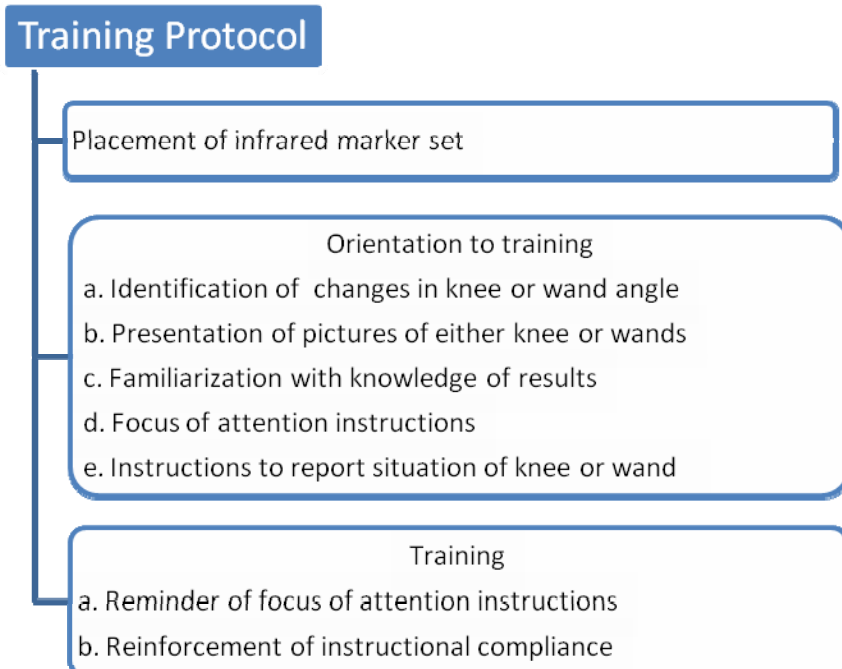 Training Protocol
Placement of infrared marker set
Orientation to training
a. Identification of changes in knee or wand angle
b. Presentation of pictures of either knee or wands
c. Familiarization with knowledge of results
d. Focus of attention instructions
e. Instructions to report situation of knee or wand
Training
a. Reminder of focus of attention instructions
b. Reinforcement of instructional compliance